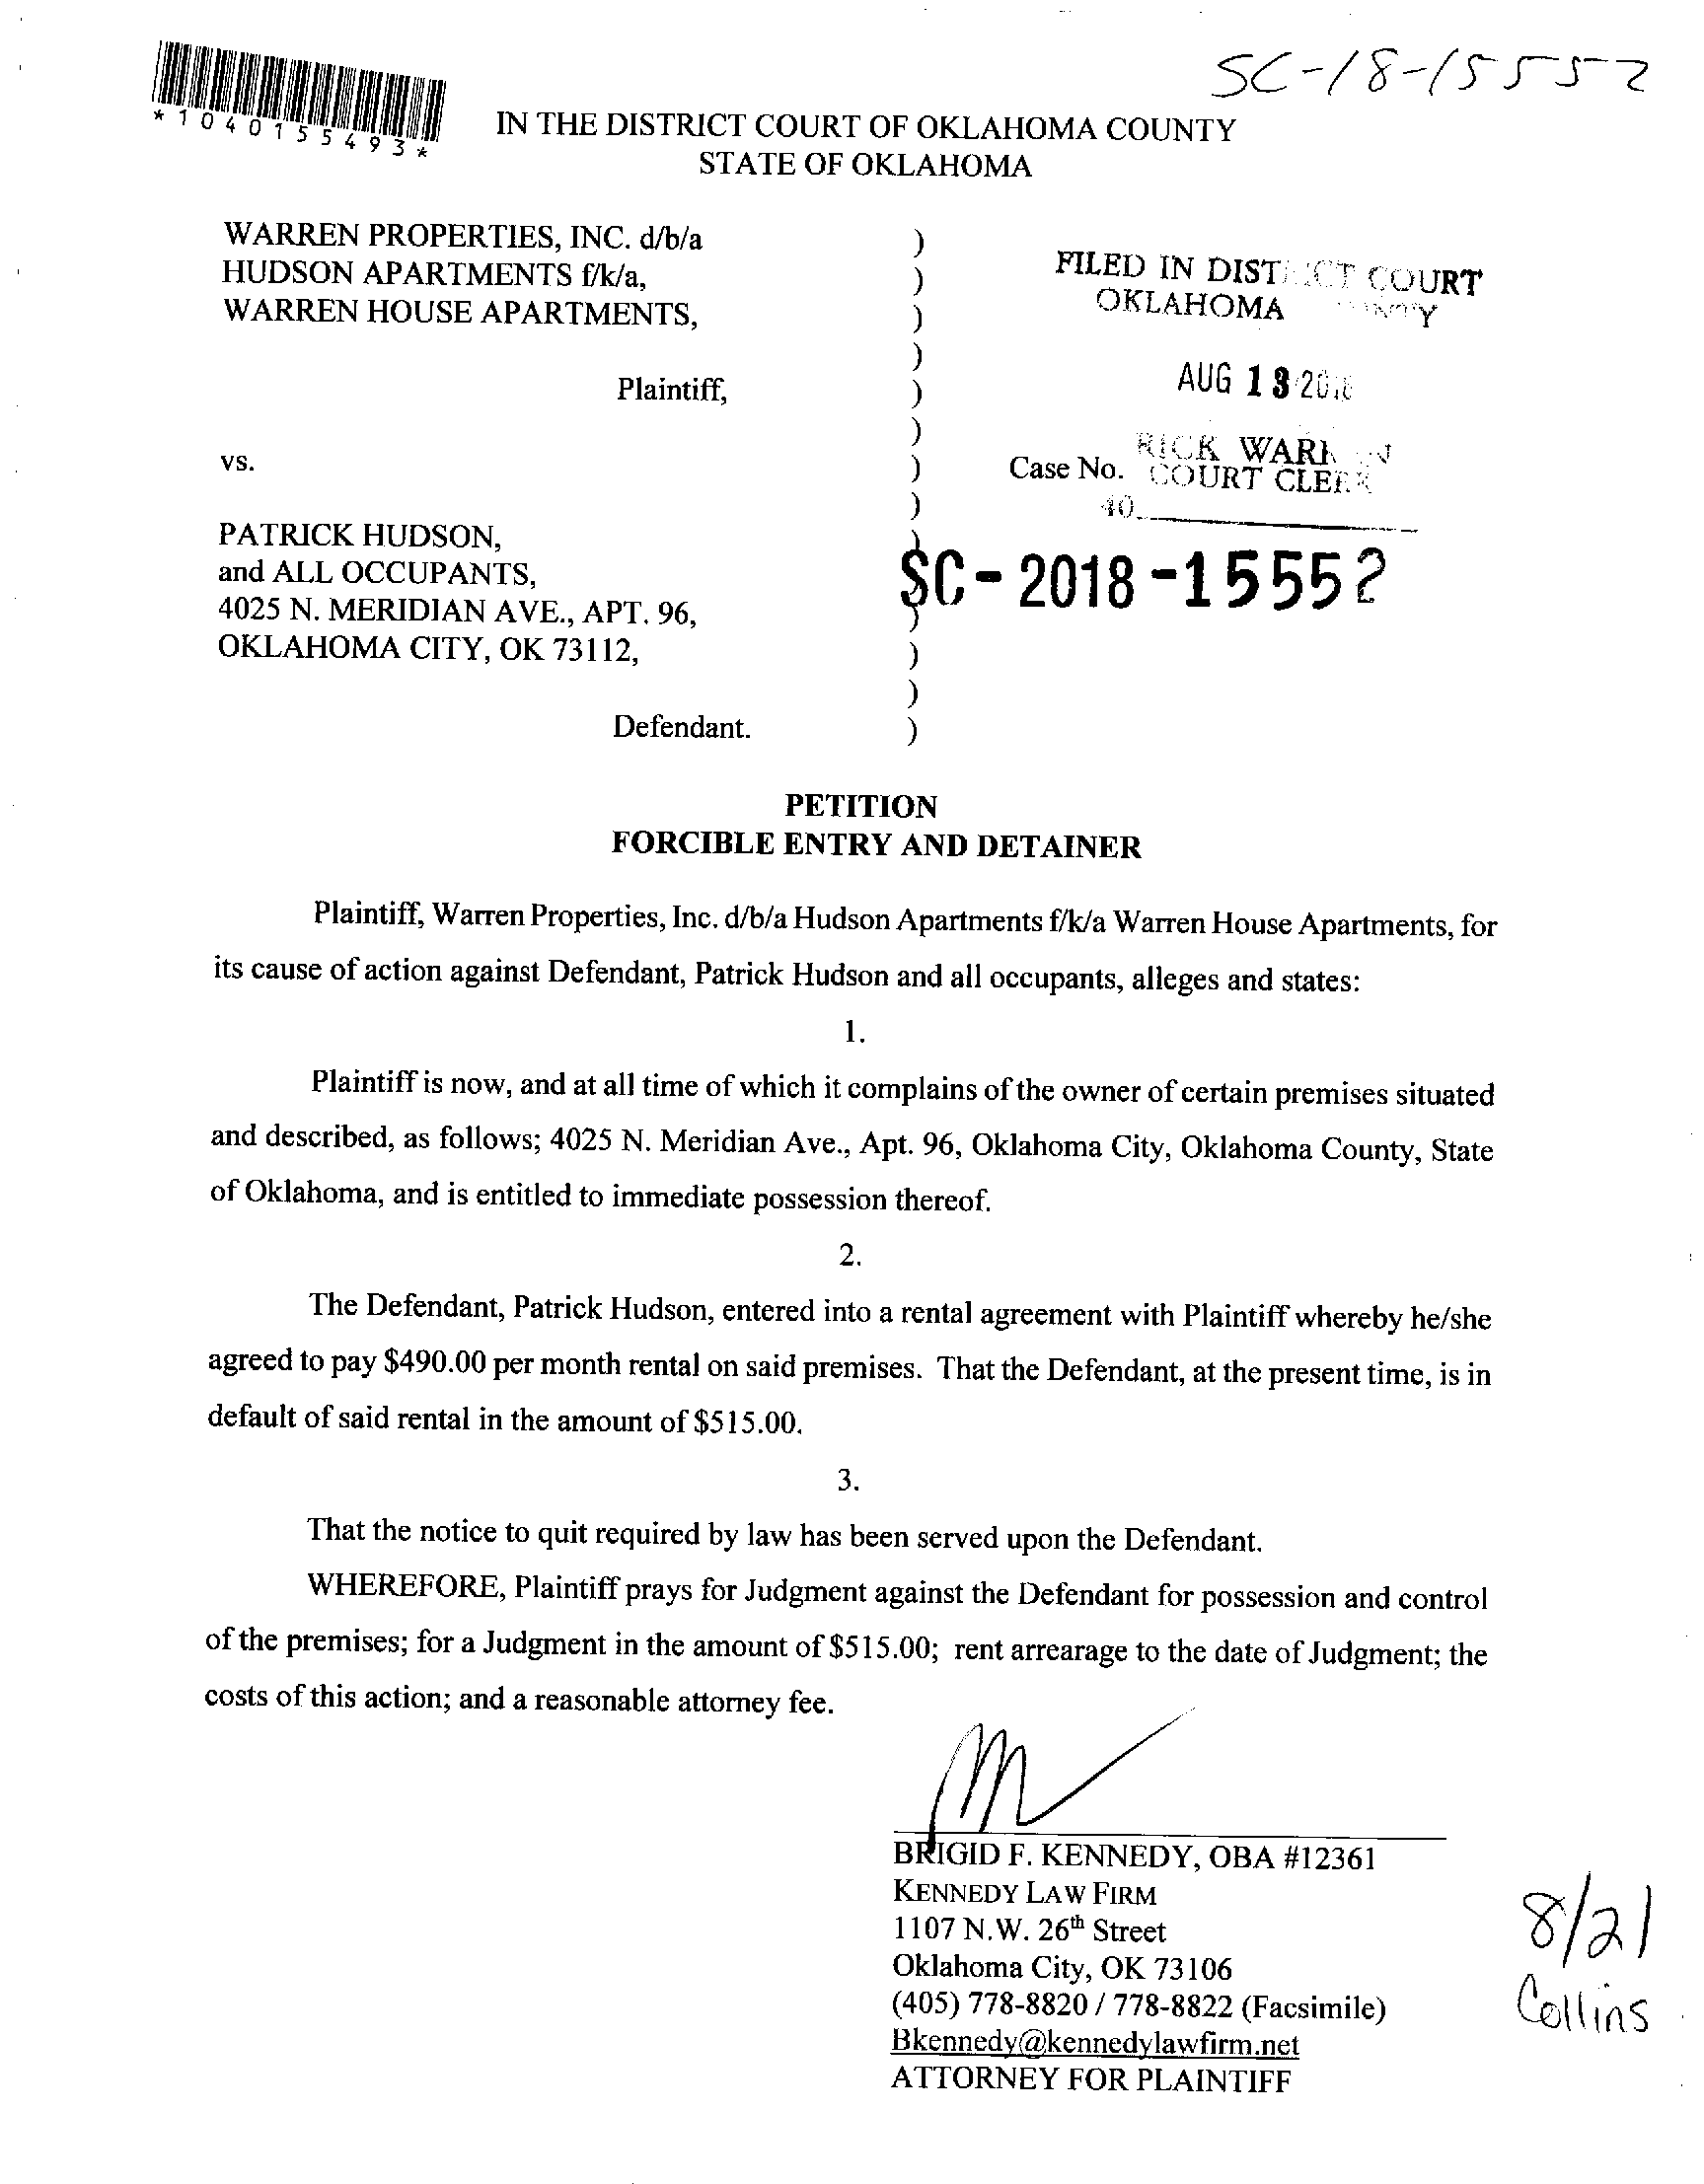 SC-18-15552
*1040155493*
IN THE DISTRICT COURT OF OKLAHOMA COUNTY
STATE OF OKLAHOMA
WARREN PROPERTIES, INC. d/b/a
HUDSON APARTMENTS f/k/a,
WARREN HOUSE APARTMENTS,
Plaintiff,
vs.
PATRICK HUDSON,
and ALL OCCUPANTS,
4025 N. MERIDIAN AVE., APT. 96,
OKLAHOMA CITY, OK 73112,
Defendant.
)
)
)
)
)
)
)
)
)
)
)
)
)
)
FILED IN DISTRICT COURT
OKLAHOMA COUNTY
AUG 13 2018
RICK WARREN
Case No. COURT CLERK
40
SC-2018-15552
PETITION
FORCIBLE ENTRY AND DETAINER
Plaintiff, Warren Properties, Inc. d/b/a Hudson Apartments f/k/a Warren House Apartments, for
its cause of action against Defendant, Patrick Hudson and all occupants, alleges and states:
1.
Plaintiff is now, and at all time of which it complains of the owner of certain premises situated
and described, as follows; 4025 N. Meridian Ave., Apt. 96, Oklahoma City, Oklahoma County, State
of Oklahoma, and is entitled to immediate possession thereof.
2.
The Defendant, Patrick Hudson, entered into a rental agreement with Plaintiff whereby he/she
agreed to pay $490.00 per month rental on said premises. That the Defendant, at the present time, is in
default of said rental in the amount of $515.00.
3.
That the notice to quit required by law has been served upon the Defendant.
WHEREFORE, Plaintiff prays for Judgment against the Defendant for possession and control
of the premises; for a Judgment in the amount of $515.00; rent arrearage to the date of Judgment; the
costs of this action; and a reasonable attorney fee.
BRIGID F. KENNEDY, OBA #12361
KENNEDY LAW FIRM
1107 N.W. 26th Street
Oklahoma City, OK 73106
(405) 778-8820 / 778-8822 (Facsimile)
Bkennedy@kennedylawfirm.net
ATTORNEY FOR PLAINTIFF
8/21
Collins